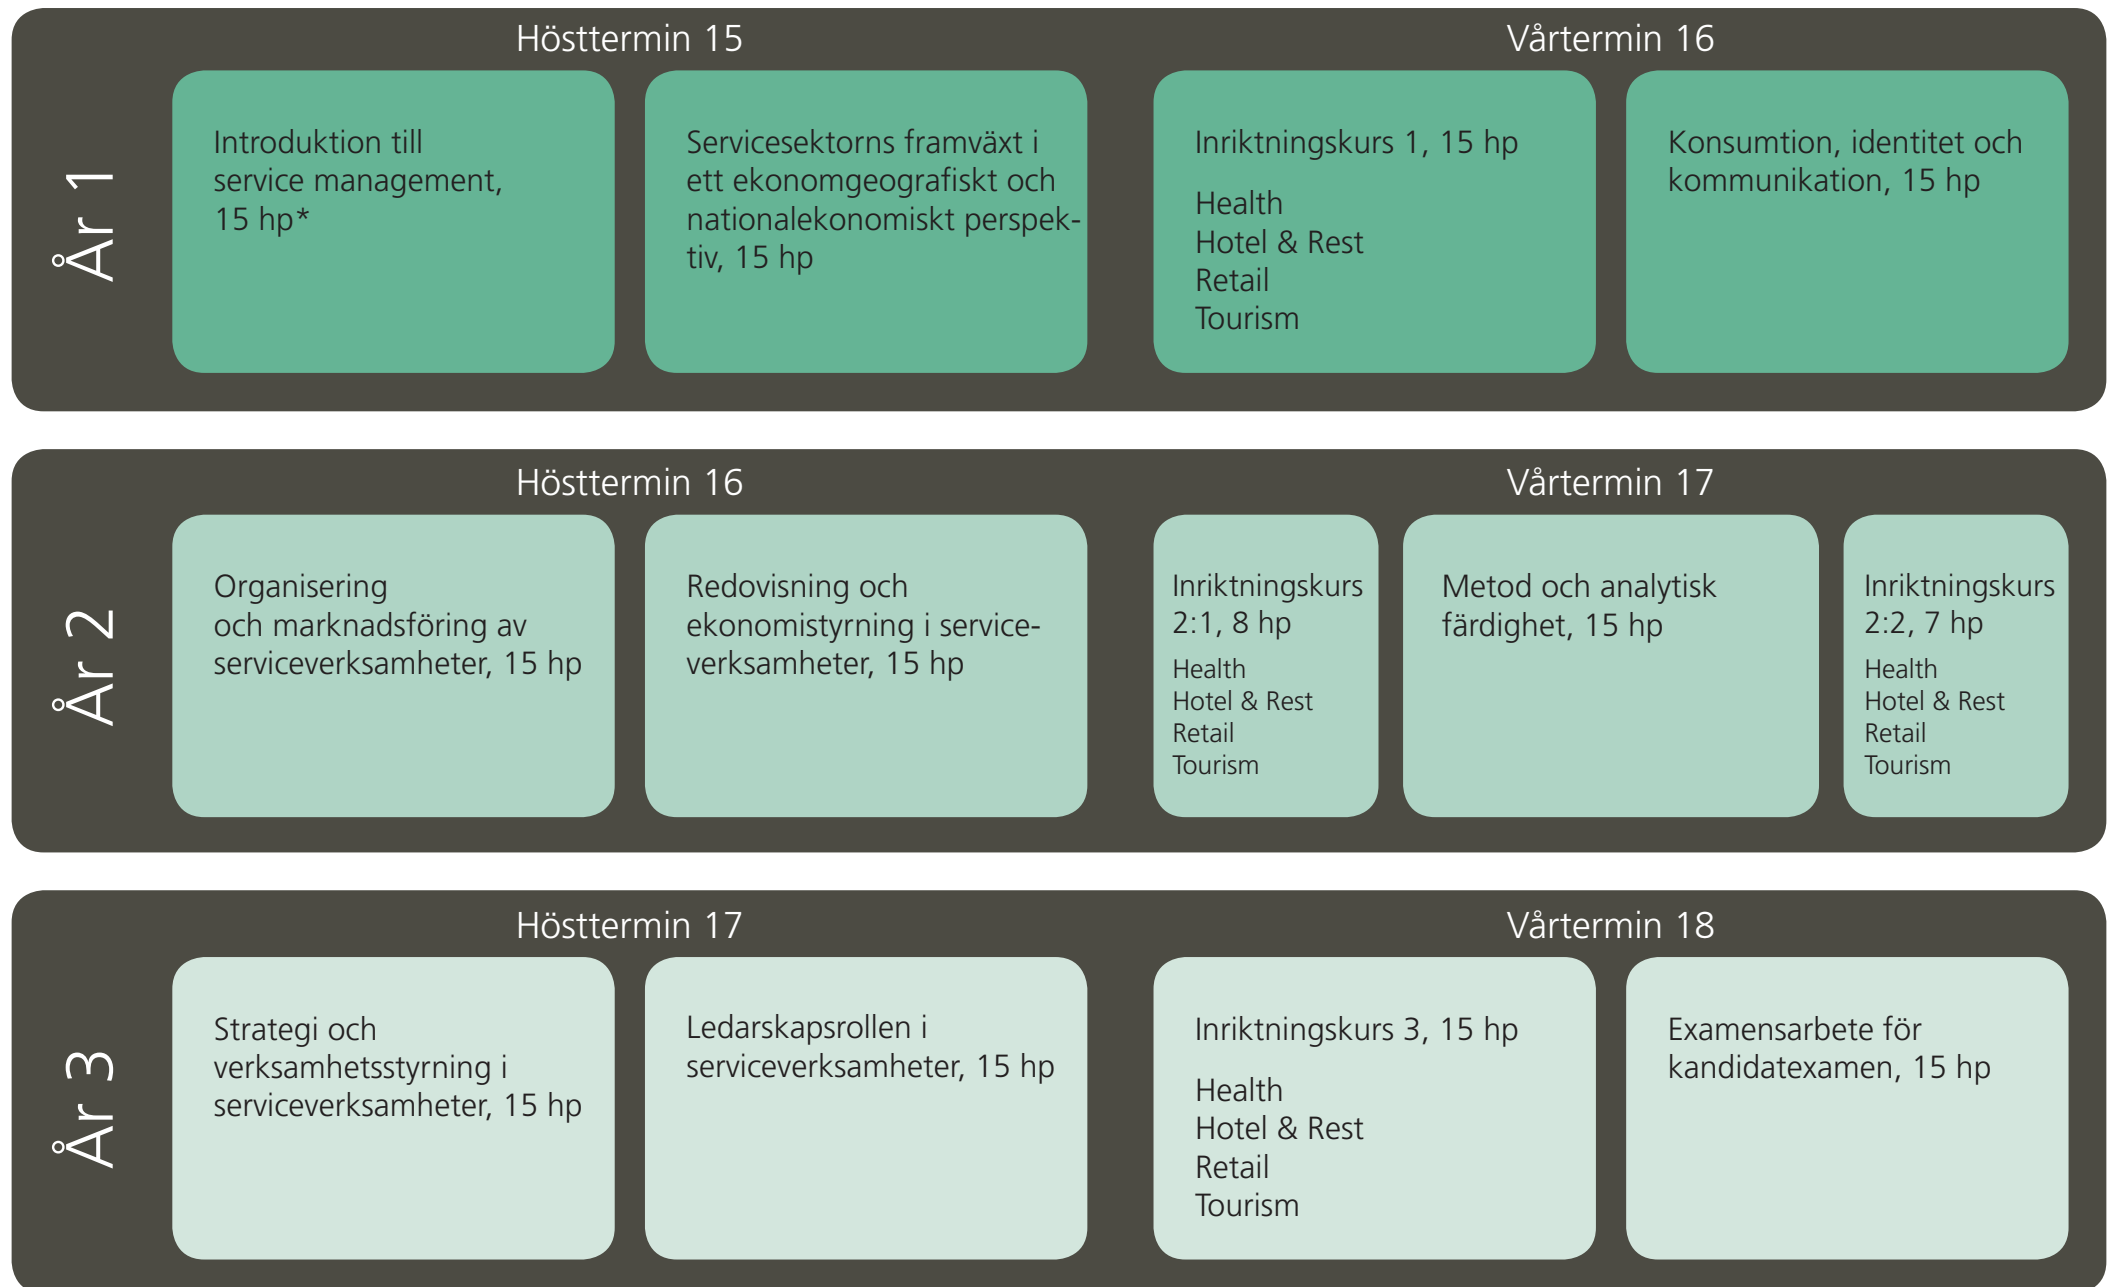 År 1
Hösttermin 15
Introduktion till
service management,
15 hp*
Servicesektorns framväxt i
ett ekonomgeografiskt och
nationalekonomiskt perspek-
tiv, 15 hp
Vårtermin 16
Inriktningskurs 1, 15 hp
Health
Hotel & Rest
Retail
Tourism
Konsumtion, identitet och
kommunikation, 15 hp
År 2
Hösttermin 16
Organisering
och marknadsföring av
serviceverksamheter, 15 hp
Redovisning och
ekonomistyrning i service-
verksamheter, 15 hp
Vårtermin 17
Inriktningskurs
2:1, 8 hp
Health
Hotel & Rest
Retail
Tourism
Metod och analytisk
färdighet, 15 hp
Inriktningskurs
2:2, 7 hp
Health
Hotel & Rest
Retail
Tourism
År 3
Hösttermin 17
Strategi och
verksamhetsstyrning i
serviceverksamheter, 15 hp
Ledarskapsrollen i
serviceverksamheter, 15 hp
Vårtermin 18
Inriktningskurs 3, 15 hp
Health
Hotel & Rest
Retail
Tourism
Examensarbete för
kandidatexamen, 15 hp